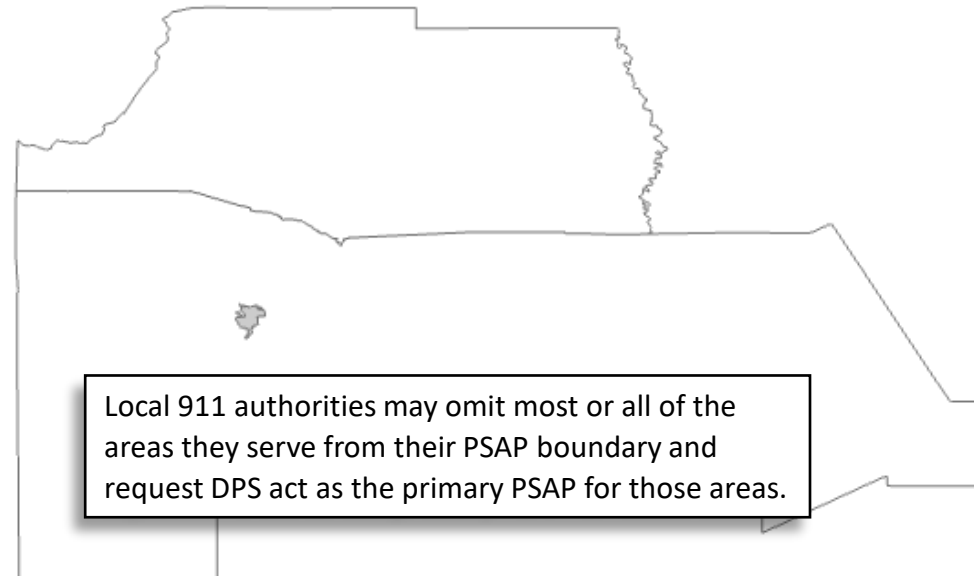 Local 911 authorities may omit most or all of the
areas they serve from their PSAP boundary and
request DPS act as the primary PSAP for those areas.